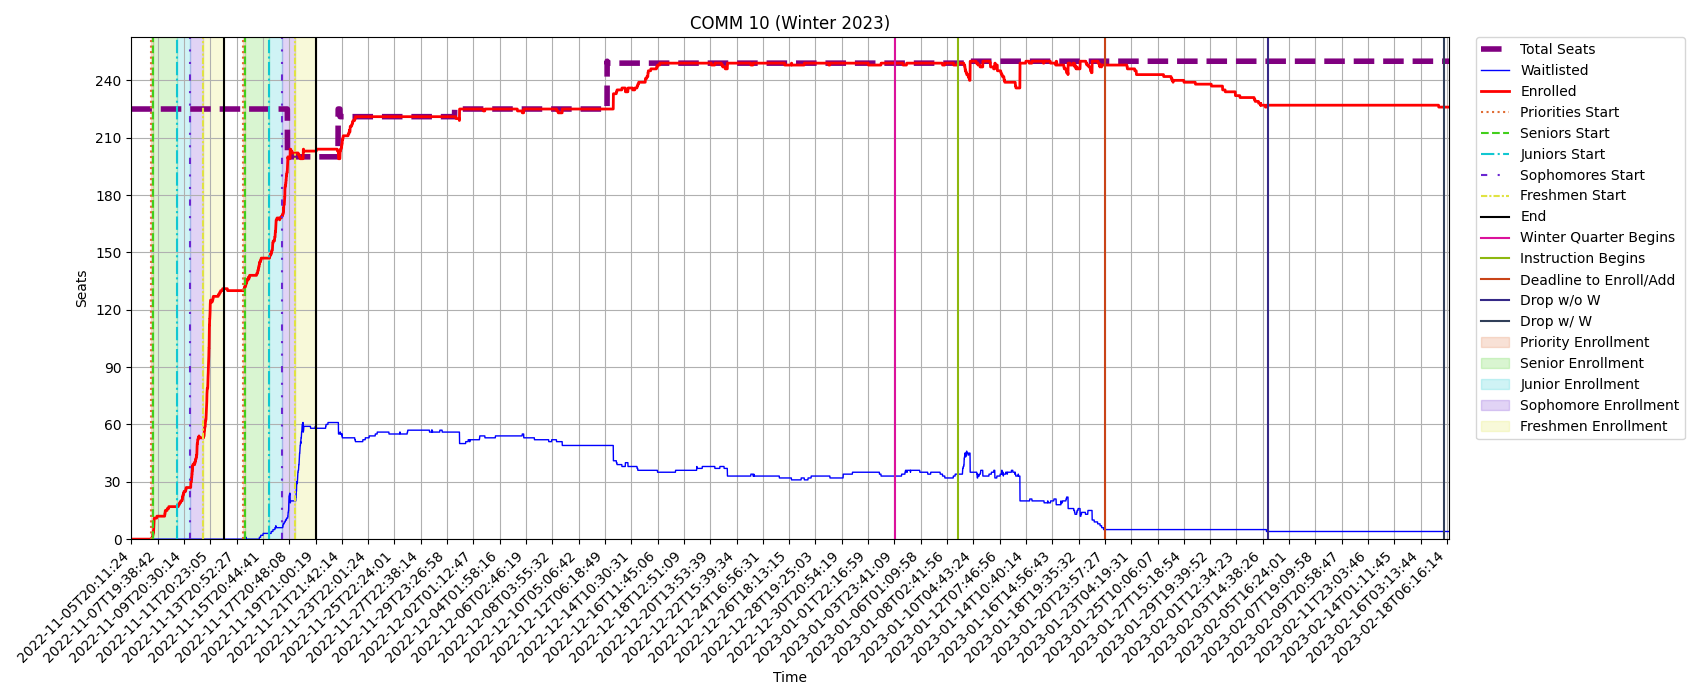 COMM 10 (Winter 2023)
Seats
240
210
180
150
120
90
60
30
0
2022-11-05T20:11:24
2022-11-07T19:38:42
2022-11-09T20:30:14
2022-11-11T20:23:05
2022-11-13T20:52:27
2022-11-15T20:44:41
2022-11-17T20:48:09
2022-11-19T21:00:19
2022-11-21T21:42:14
2022-11-23T22:01:24
2022-11-25T22:24:01
2022-11-27T22:38:14
2022-11-29T23:26:58
2022-12-02T01:12:47
2022-12-04T01:58:16
2022-12-06T02:46:19
2022-12-08T03:55:32
2022-12-10T05:06:42
2022-12-12T06:18:49
2022-12-14T10:30:31
2022-12-16T11:45:06
2022-12-18T12:51:09
2022-12-20T13:53:39
2022-12-22T15:39:34
2022-12-24T16:56:31
2022-12-26T18:13:15
2022-12-28T19:25:03
2022-12-30T20:54:19
2023-01-01T22:16:59
2023-01-03T23:41:09
2023-01-06T01:09:58
2023-01-08T02:41:56
2023-01-10T04:43:24
2023-01-12T07:46:56
2023-01-14T10:40:14
2023-01-16T14:56:43
2023-01-18T19:35:32
2023-01-20T23:57:27
2023-01-23T04:19:31
2023-01-25T10:06:07
2023-01-27T15:18:54
2023-01-29T19:39:52
2023-02-01T12:34:23
2023-02-03T14:38:26
2023-02-05T16:24:01
2023-02-07T19:09:58
2023-02-09T20:58:47
2023-02-11T23:03:46
2023-02-14T01:11:45
2023-02-16T03:13:44
2023-02-18T06:16:14
Time
Total Seats
Waitlisted
Enrolled
Priorities Start
Seniors Start
Juniors Start
Sophomores Start
Freshmen Start
End
Winter Quarter Begins
Instruction Begins
Deadline to Enroll/Add
Drop w/o W
Drop w/ W
Priority Enrollment
Senior Enrollment
Junior Enrollment
Sophomore Enrollment
Freshmen Enrollment